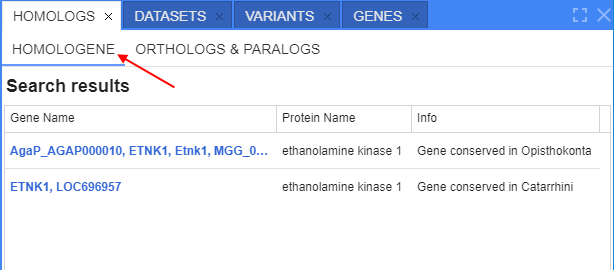 HOMOLOGS × DATASETS × VARIANTS × GENES ×
HOMOLOGENE ORTHOLOGS & PARALOGS
Search results
Gene Name Protein Name Info
AgaP_AGAP000010, ETNK1, Etnk1, MGG_0... ethanolamine kinase 1 Gene conserved in Opisthokonta
ETNK1, LOC696957 ethanolamine kinase 1 Gene conserved in Catarrhini